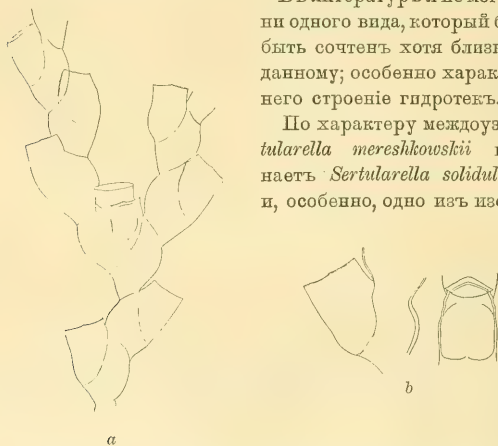 ни одного вида, который б
быть сочтенъ хотя близк
данному; особенно харак
него строеніе гидротекъ.
По характеру междоуз
tularella mereshkowskii
наетъ Sertularella solidul
и, особенно, одно изъ изо
b
a